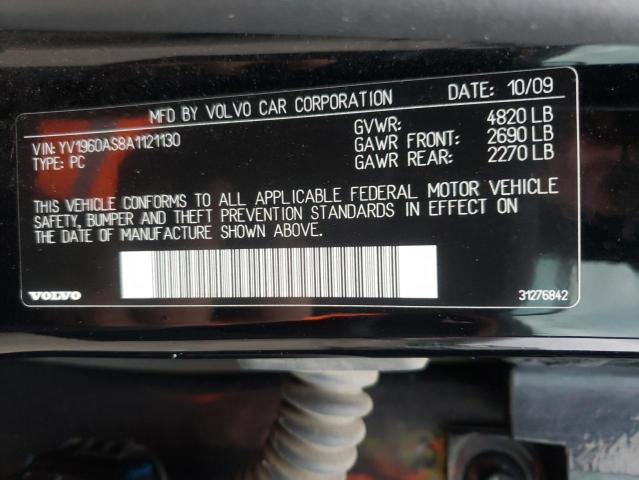 MFD BY VOLVO CAR CORPORATION DATE: 10/09
VIN: YV1960AS8A1121130
TYPE: PC
GVWR: 4820 LB
GAWR FRONT: 2690 LB
GAWR REAR: 2270 LB
THIS VEHICLE CONFORMS TO ALL APPLICABLE FEDERAL MOTOR VEHICLE
SAFETY, BUMPER AND THEFT PREVENTION STANDARDS IN EFFECT ON
THE DATE OF MANUFACTURE SHOWN ABOVE.
VOLVO 31276842